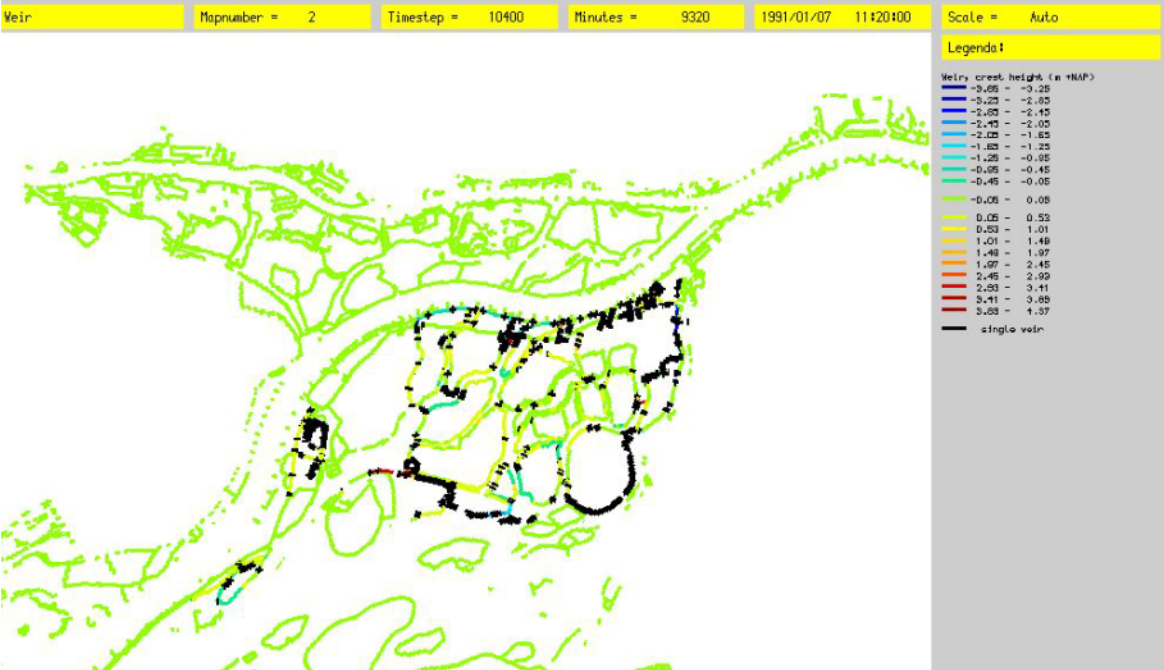 Weir Mapnumber = 2 Timestep = 10400 Minutes = 9320 1991/01/07 11:20:00 Scale = Auto
Legenda:
Weir, crest height (m +NAP)
-3.65 - -3.25
-3.25 - -2.85
-2.85 - -2.45
-2.45 - -2.05
-2.05 - -1.65
-1.65 - -1.25
-1.25 - -0.85
-0.85 - -0.45
-0.45 - -0.05
-0.05 - 0.05
0.05 - 0.53
0.53 - 1.01
1.01 - 1.49
1.49 - 1.97
1.97 - 2.45
2.45 - 2.93
2.93 - 3.41
3.41 - 3.89
3.89 - 4.37
single weir